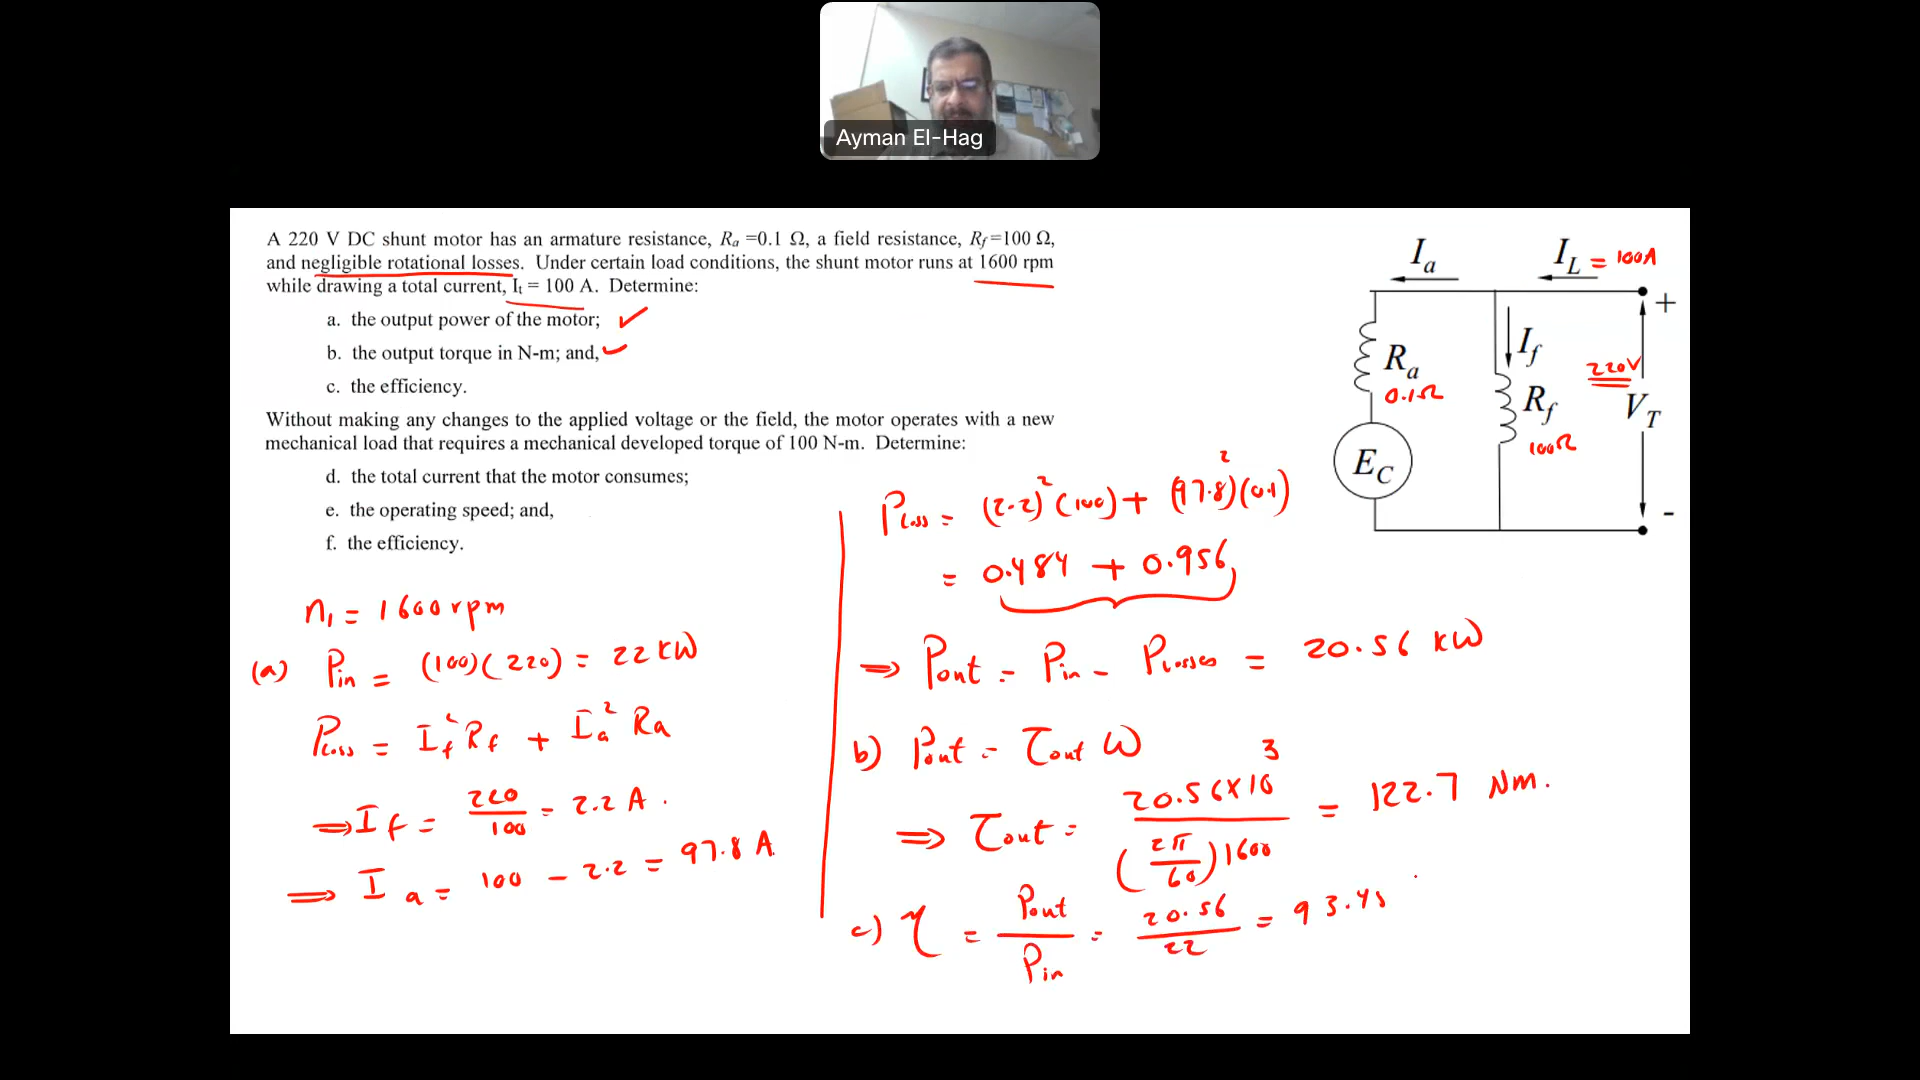 Ayman El-Hag
A 220 V DC shunt motor has an armature resistance, Ra =0.1 Ω, a field resistance, Rf=100 Ω,
and negligible rotational losses. Under certain load conditions, the shunt motor runs at 1600 rpm
while drawing a total current, It = 100 A. Determine:
a. the output power of the motor; ✓
b. the output torque in N-m; and, ✓
c. the efficiency.
Without making any changes to the applied voltage or the field, the motor operates with a new
mechanical load that requires a mechanical developed torque of 100 N-m. Determine:
d. the total current that the motor consumes;
e. the operating speed; and,
f. the efficiency.
Ia
IL = 100A
+
If
Ra
0.1Ω
220V
Rf
VT
100Ω
EC
-
n1 = 1600 rpm
(a) Pin = (100)(220) = 22 kW
Ploss = If² Rf + Ia² Ra
⇒ If = 220/100 = 2.2 A.
⇒ Ia = 100 - 2.2 = 97.8 A
Ploss = (2.2)² (100) + (97.8)² (0.1)
= 0.484 + 0.956
⇒ Pout = Pin - Plosses = 20.56 kW
b) Pout = τout ω
⇒ τout = 20.56 x 10³ / (2π/60) 1600 = 122.7 Nm.
c) η = Pout/Pin = 20.56/22 = 93.45